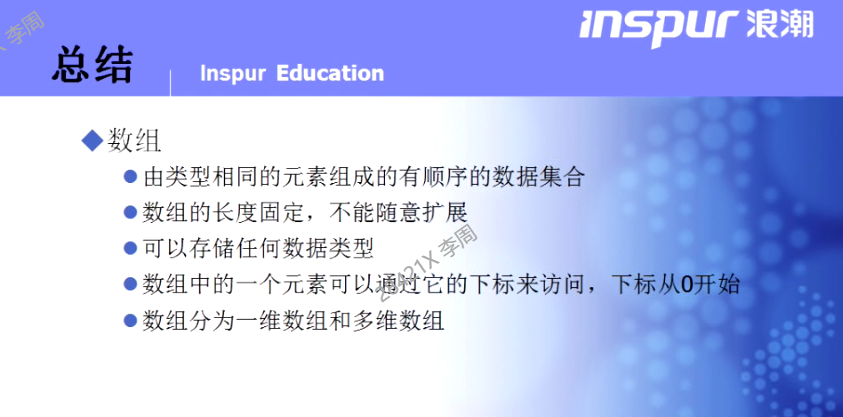 inspur 浪潮
李周
总结
Inspur Education
数组
由类型相同的元素组成的有顺序的数据集合
数组的长度固定，不能随意扩展
可以存储任何数据类型
数组中的一个元素可以通过它的下标来访问，下标从0开始
数组分为一维数组和多维数组
李周